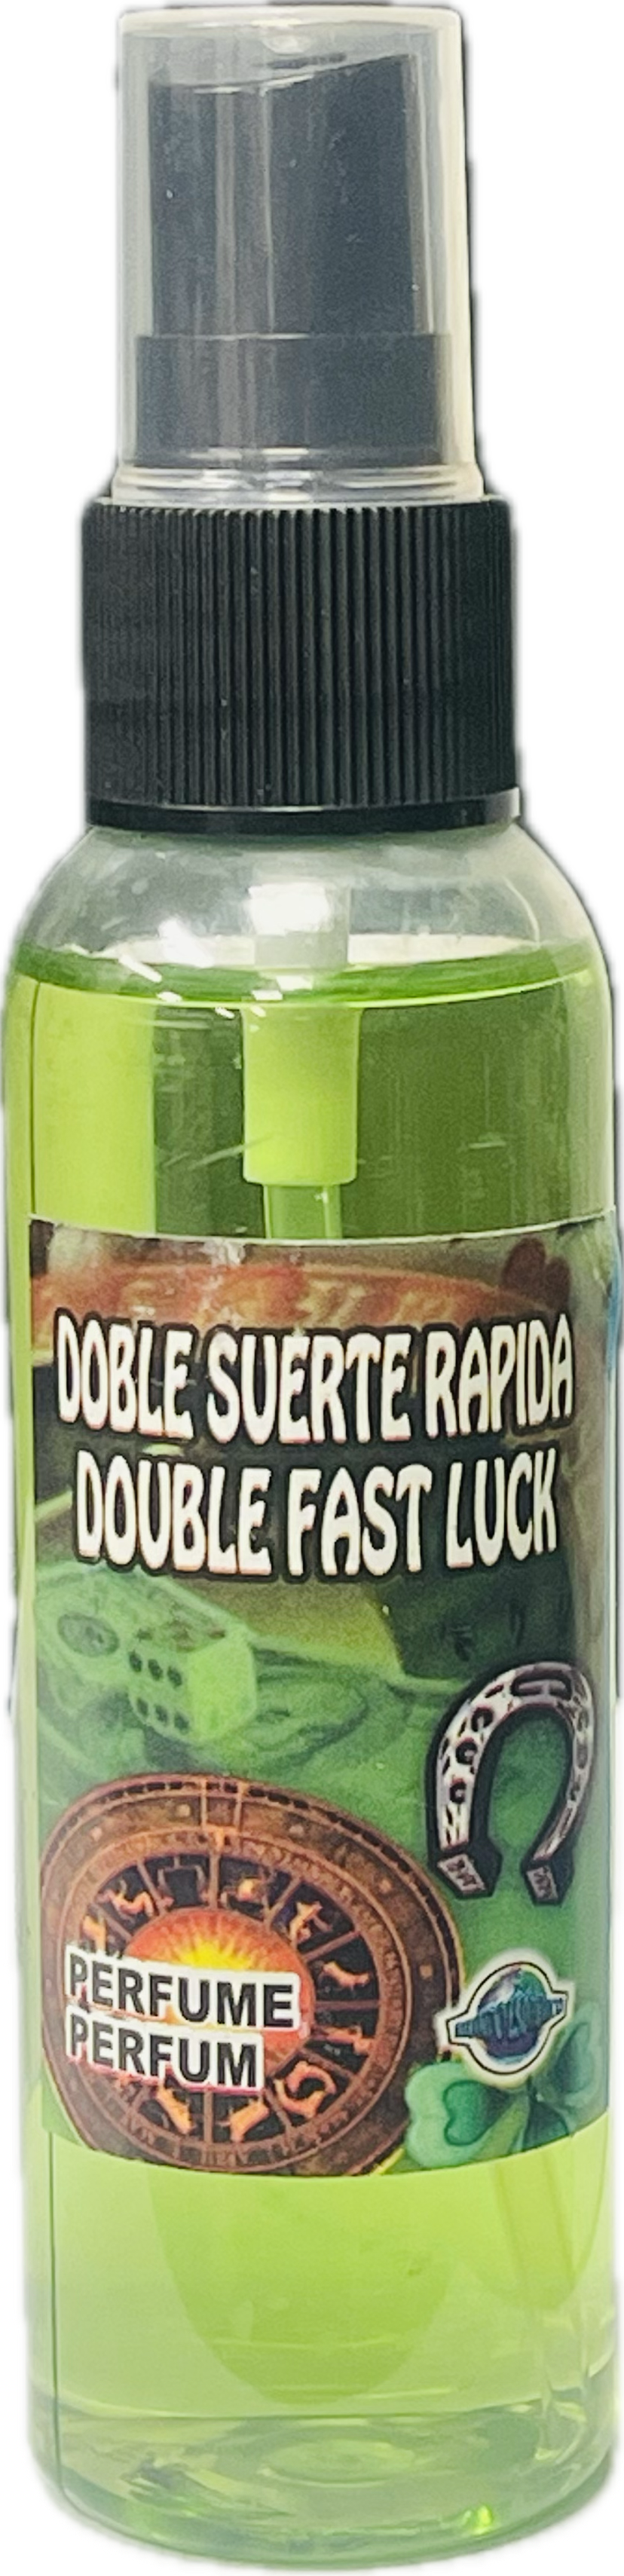 DOBLE SUERTE RAPIDA
DOUBLE FAST LUCK
PERFUME
PERFUM